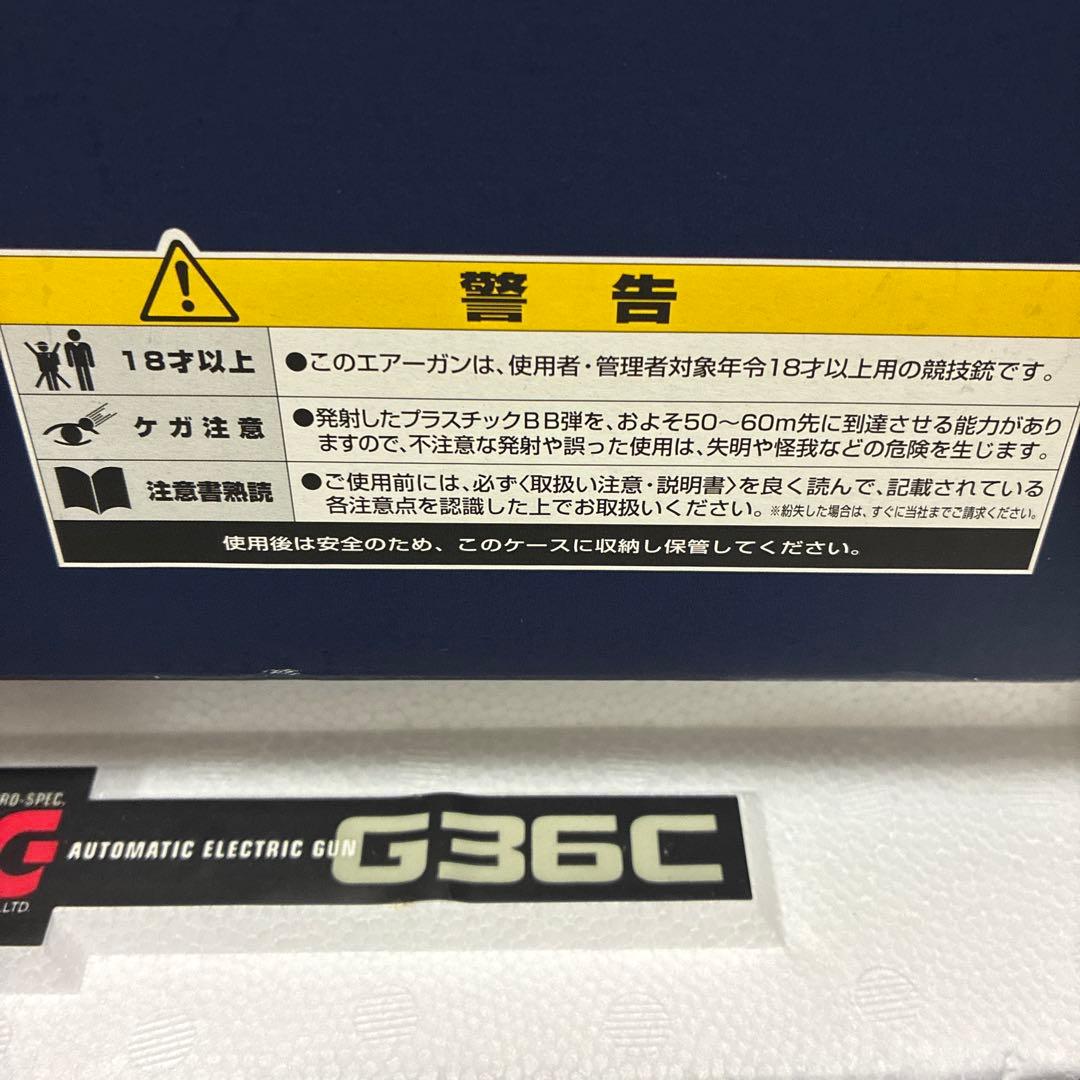 警告
18才以上
●このエアーガンは、使用者・管理者対象年令18才以上用の競技銃です。
ケガ注意
●発射したプラスチックBB弾を、およそ50～60m先に到達させる能力があり
ますので、不注意な発射や誤った使用は、失明や怪我などの危険を生じます。
注意書熟読
●ご使用前には、必ず〈取扱い注意・説明書〉を良く読んで、記載されている
各注意点を認識した上でお取扱いください。※紛失した場合は、すぐに当社までご請求ください。
使用後は安全のため、このケースに収納し保管してください。
RO-SPEC.
G
AUTOMATIC ELECTRIC GUN G36C
.,LTD.